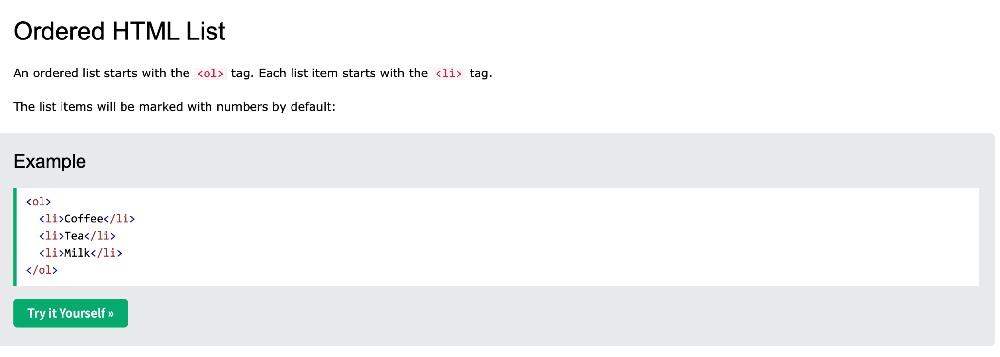 Ordered HTML List
An ordered list starts with the <ol> tag. Each list item starts with the <li> tag.
The list items will be marked with numbers by default:
Example
<ol>
  <li>Coffee</li>
  <li>Tea</li>
  <li>Milk</li>
</ol>
Try it Yourself »